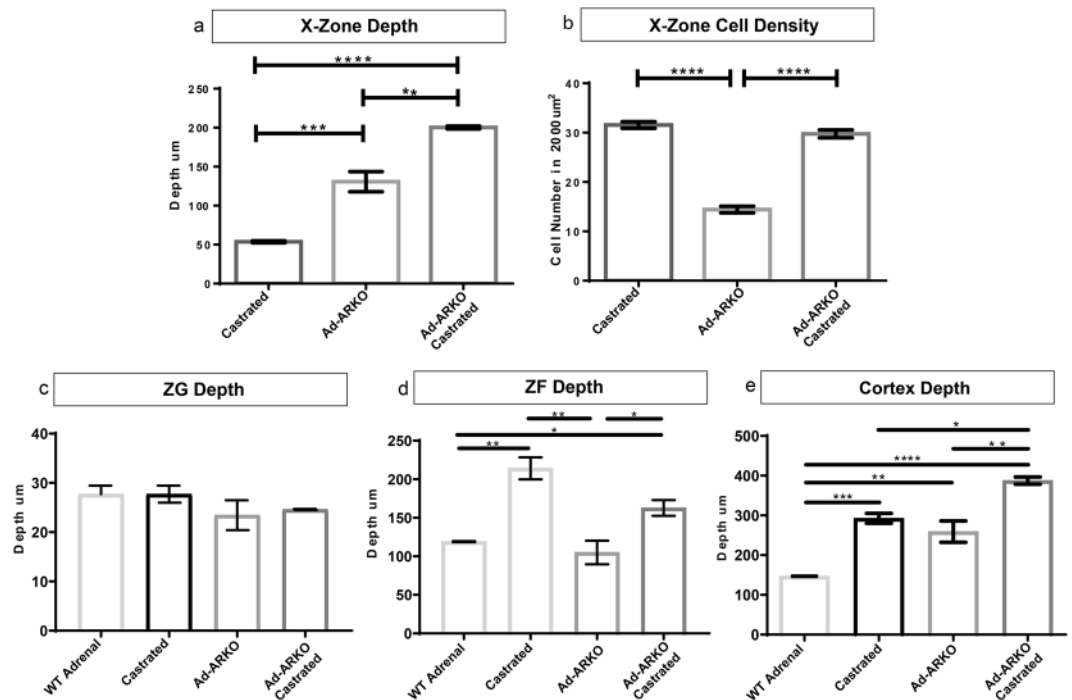 a
X-Zone Depth
****
**
***
250
200
150
100
50
0
Depth um
Castrated
Ad-ARKO
Ad-ARKO
Castrated
b
X-Zone Cell Density
****
****
40
30
20
10
0
Cell Number in 2000um²
Castrated
Ad-ARKO
Ad-ARKO
Castrated
c
ZG Depth
40
30
20
10
0
Depth um
WT Adrenal
Castrated
Ad-ARKO
Ad-ARKO
Castrated
d
ZF Depth
**
*
*
**
250
200
150
100
50
0
Depth um
WT Adrenal
Castrated
Ad-ARKO
Ad-ARKO
Castrated
e
Cortex Depth
*
**
****
**
***
500
400
300
200
100
0
Depth um
WT Adrenal
Castrated
Ad-ARKO
Ad-ARKO
Castrated